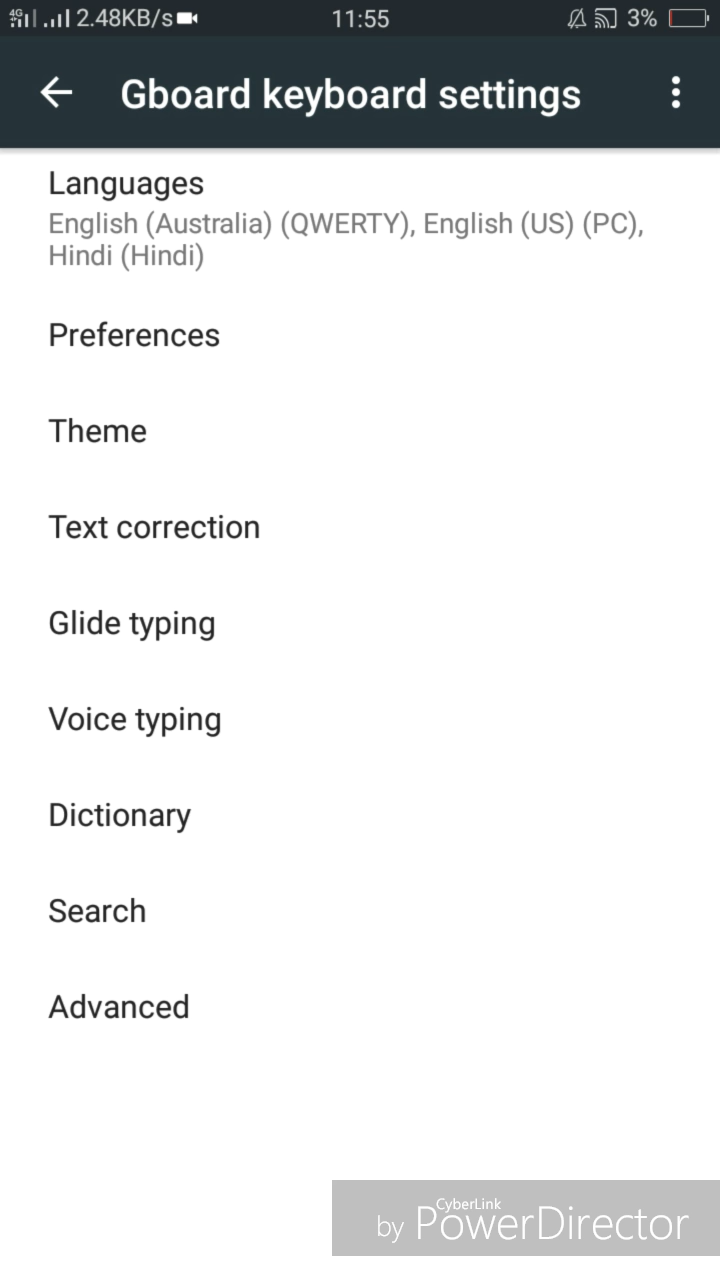 4G 2.48KB/s 11:55 3%
Gboard keyboard settings
Languages
English (Australia) (QWERTY), English (US) (PC),
Hindi (Hindi)
Preferences
Theme
Text correction
Glide typing
Voice typing
Dictionary
Search
Advanced
CyberLink
by PowerDirector